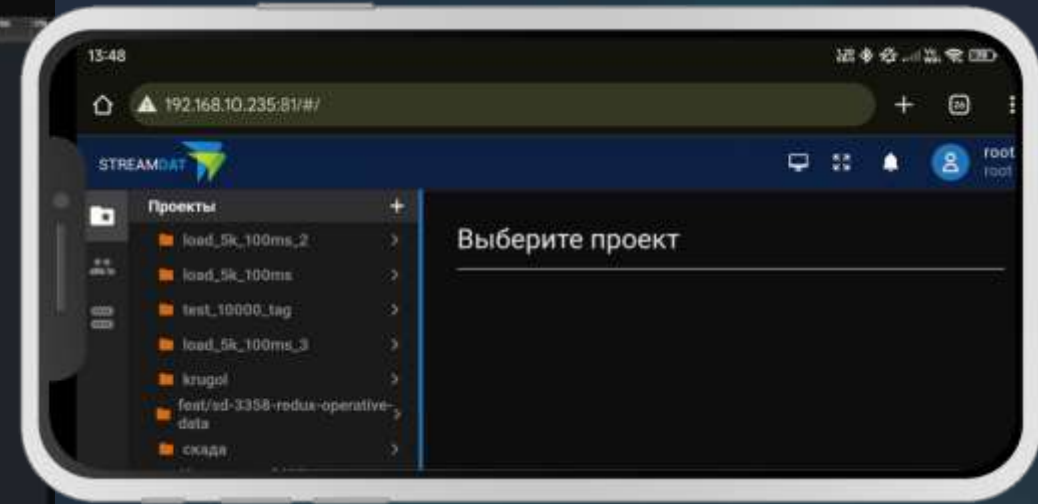 13:48
192.168.10.235:81/#/
26
STREAMDAT
root
root
Проекты
+
Выберите проект
load_5k_100ms_2
load_5k_100ms
test_10000_tag
load_5k_100ms_3
krugol
feat/sd-3358-redux-operative-
data
скада